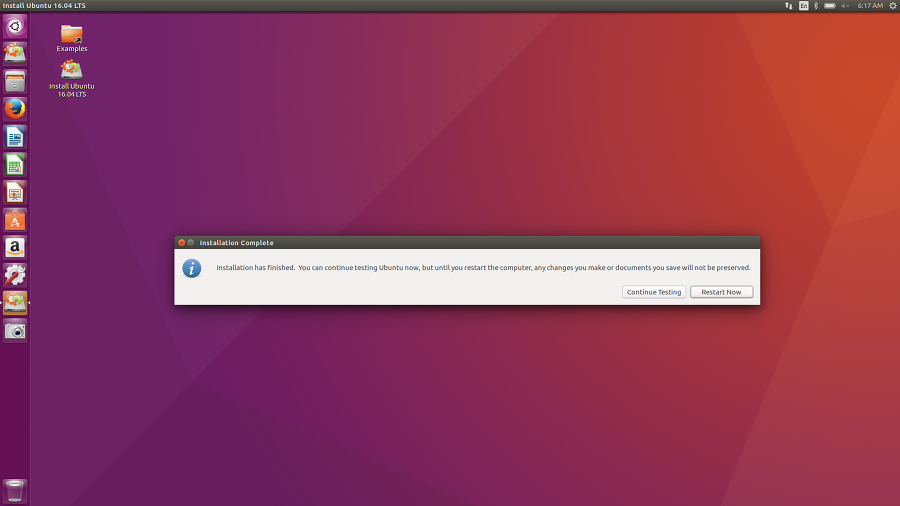 Install Ubuntu 16.04 LTS
En
6:17 AM
Examples
Install Ubuntu
16.04 LTS
Installation Complete
Installation has finished. You can continue testing Ubuntu now, but until you restart the computer, any changes you make or documents you save will not be preserved.
Continue Testing
Restart Now